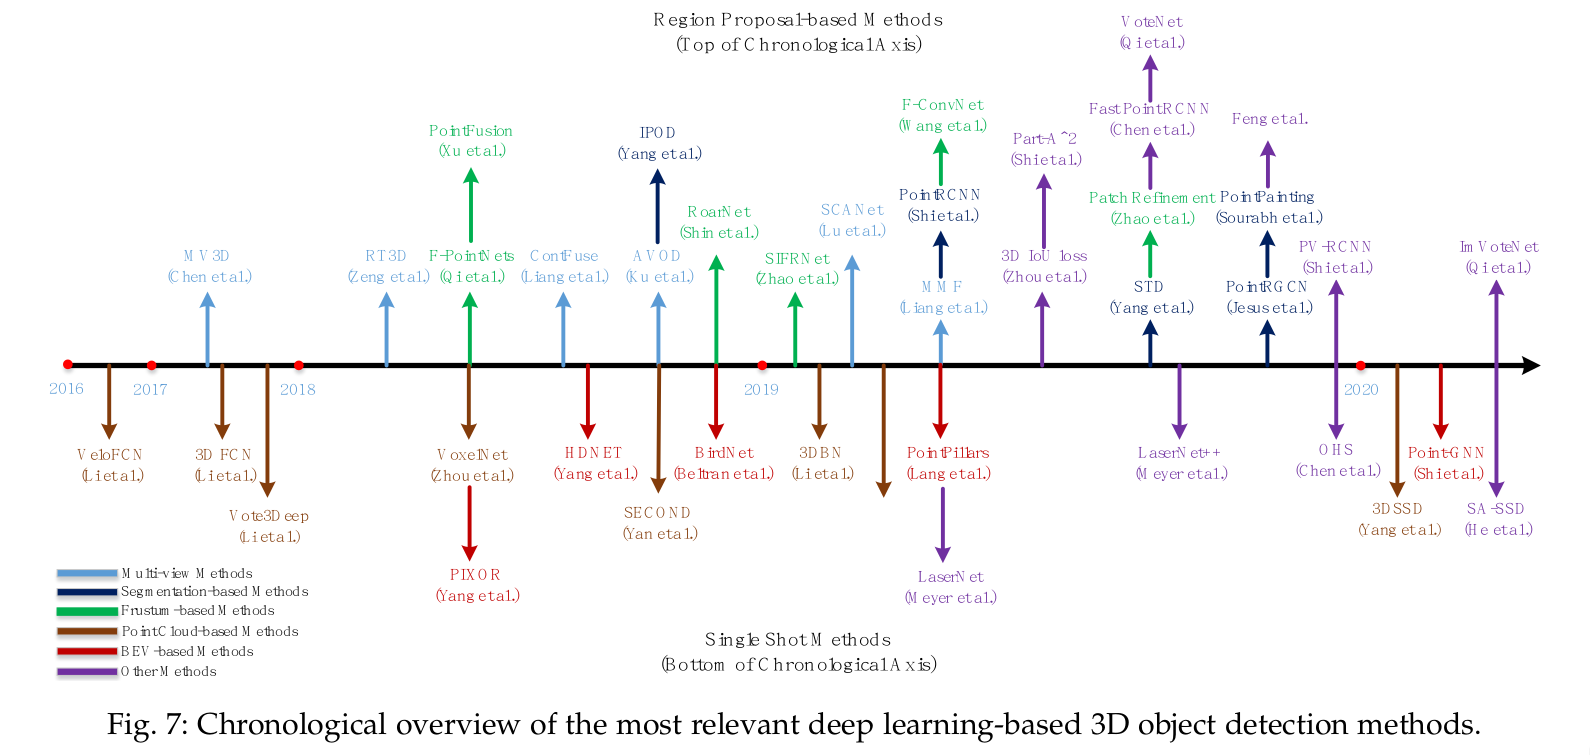 Region Proposal-based Methods
(Top of Chronological Axis)
VoteNet
(Qi et al.)
F-ConvNet
(Wang et al.)
FastPointRCNN
(Chen et al.)
Feng et al.
PointFusion
(Xu et al.)
IPOD
(Yang et al.)
Part-A^2
(Shi et al.)
PointRCNN
(Shi et al.)
Patch Refinement
(Zhao et al.)
PointPainting
(Sourabh et al.)
RoarNet
(Shin et al.)
SCANet
(Lu et al.)
MV3D
(Chen et al.)
RT3D
(Zeng et al.)
F-PointNets
(Qi et al.)
ContFuse
(Liang et al.)
AVOD
(Ku et al.)
SIFRNet
(Zhao et al.)
MMF
(Liang et al.)
3D IoU loss
(Zhou et al.)
STD
(Yang et al.)
PointRGCN
(Jesus et al.)
PV-RCNN
(Shi et al.)
ImVoteNet
(Qi et al.)
2016
2017
2018
2019
2020
VeloFCN
(Li et al.)
3D FCN
(Li et al.)
Vote3Deep
(Li et al.)
VoxelNet
(Zhou et al.)
PIXOR
(Yang et al.)
HDNET
(Yang et al.)
SECOND
(Yan et al.)
BirdNet
(Beltran et al.)
3DBN
(Li et al.)
PointPillars
(Lang et al.)
LaserNet
(Meyer et al.)
LaserNet++
(Meyer et al.)
OHS
(Chen et al.)
3DSSD
(Yang et al.)
Point-GNN
(Shi et al.)
SA-SSD
(He et al.)
Multi-view Methods
Segmentation-based Methods
Frustum-based Methods
Point Cloud-based Methods
BEV-based Methods
Other Methods
Single Shot Methods
(Bottom of Chronological Axis)
Fig. 7: Chronological overview of the most relevant deep learning-based 3D object detection methods.